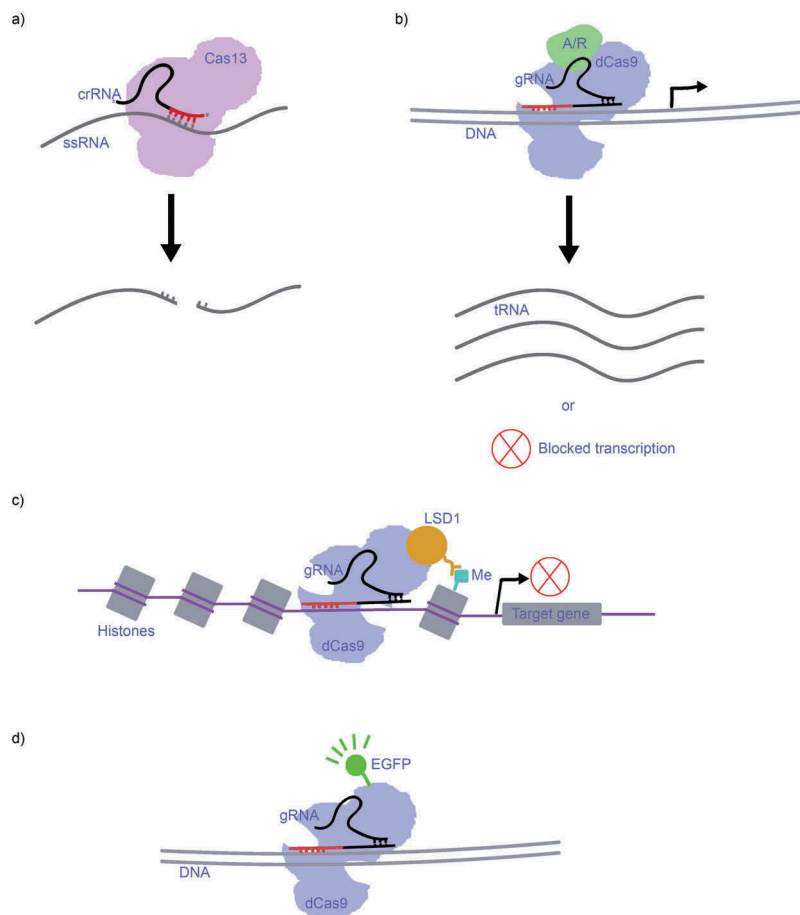 a)
Cas13
crRNA
ssRNA
b)
A/R
dCas9
gRNA
DNA
tRNA
or
Blocked transcription
c)
LSD1
gRNA
Me
Histones
Target gene
dCas9
d)
EGFP
gRNA
DNA
dCas9